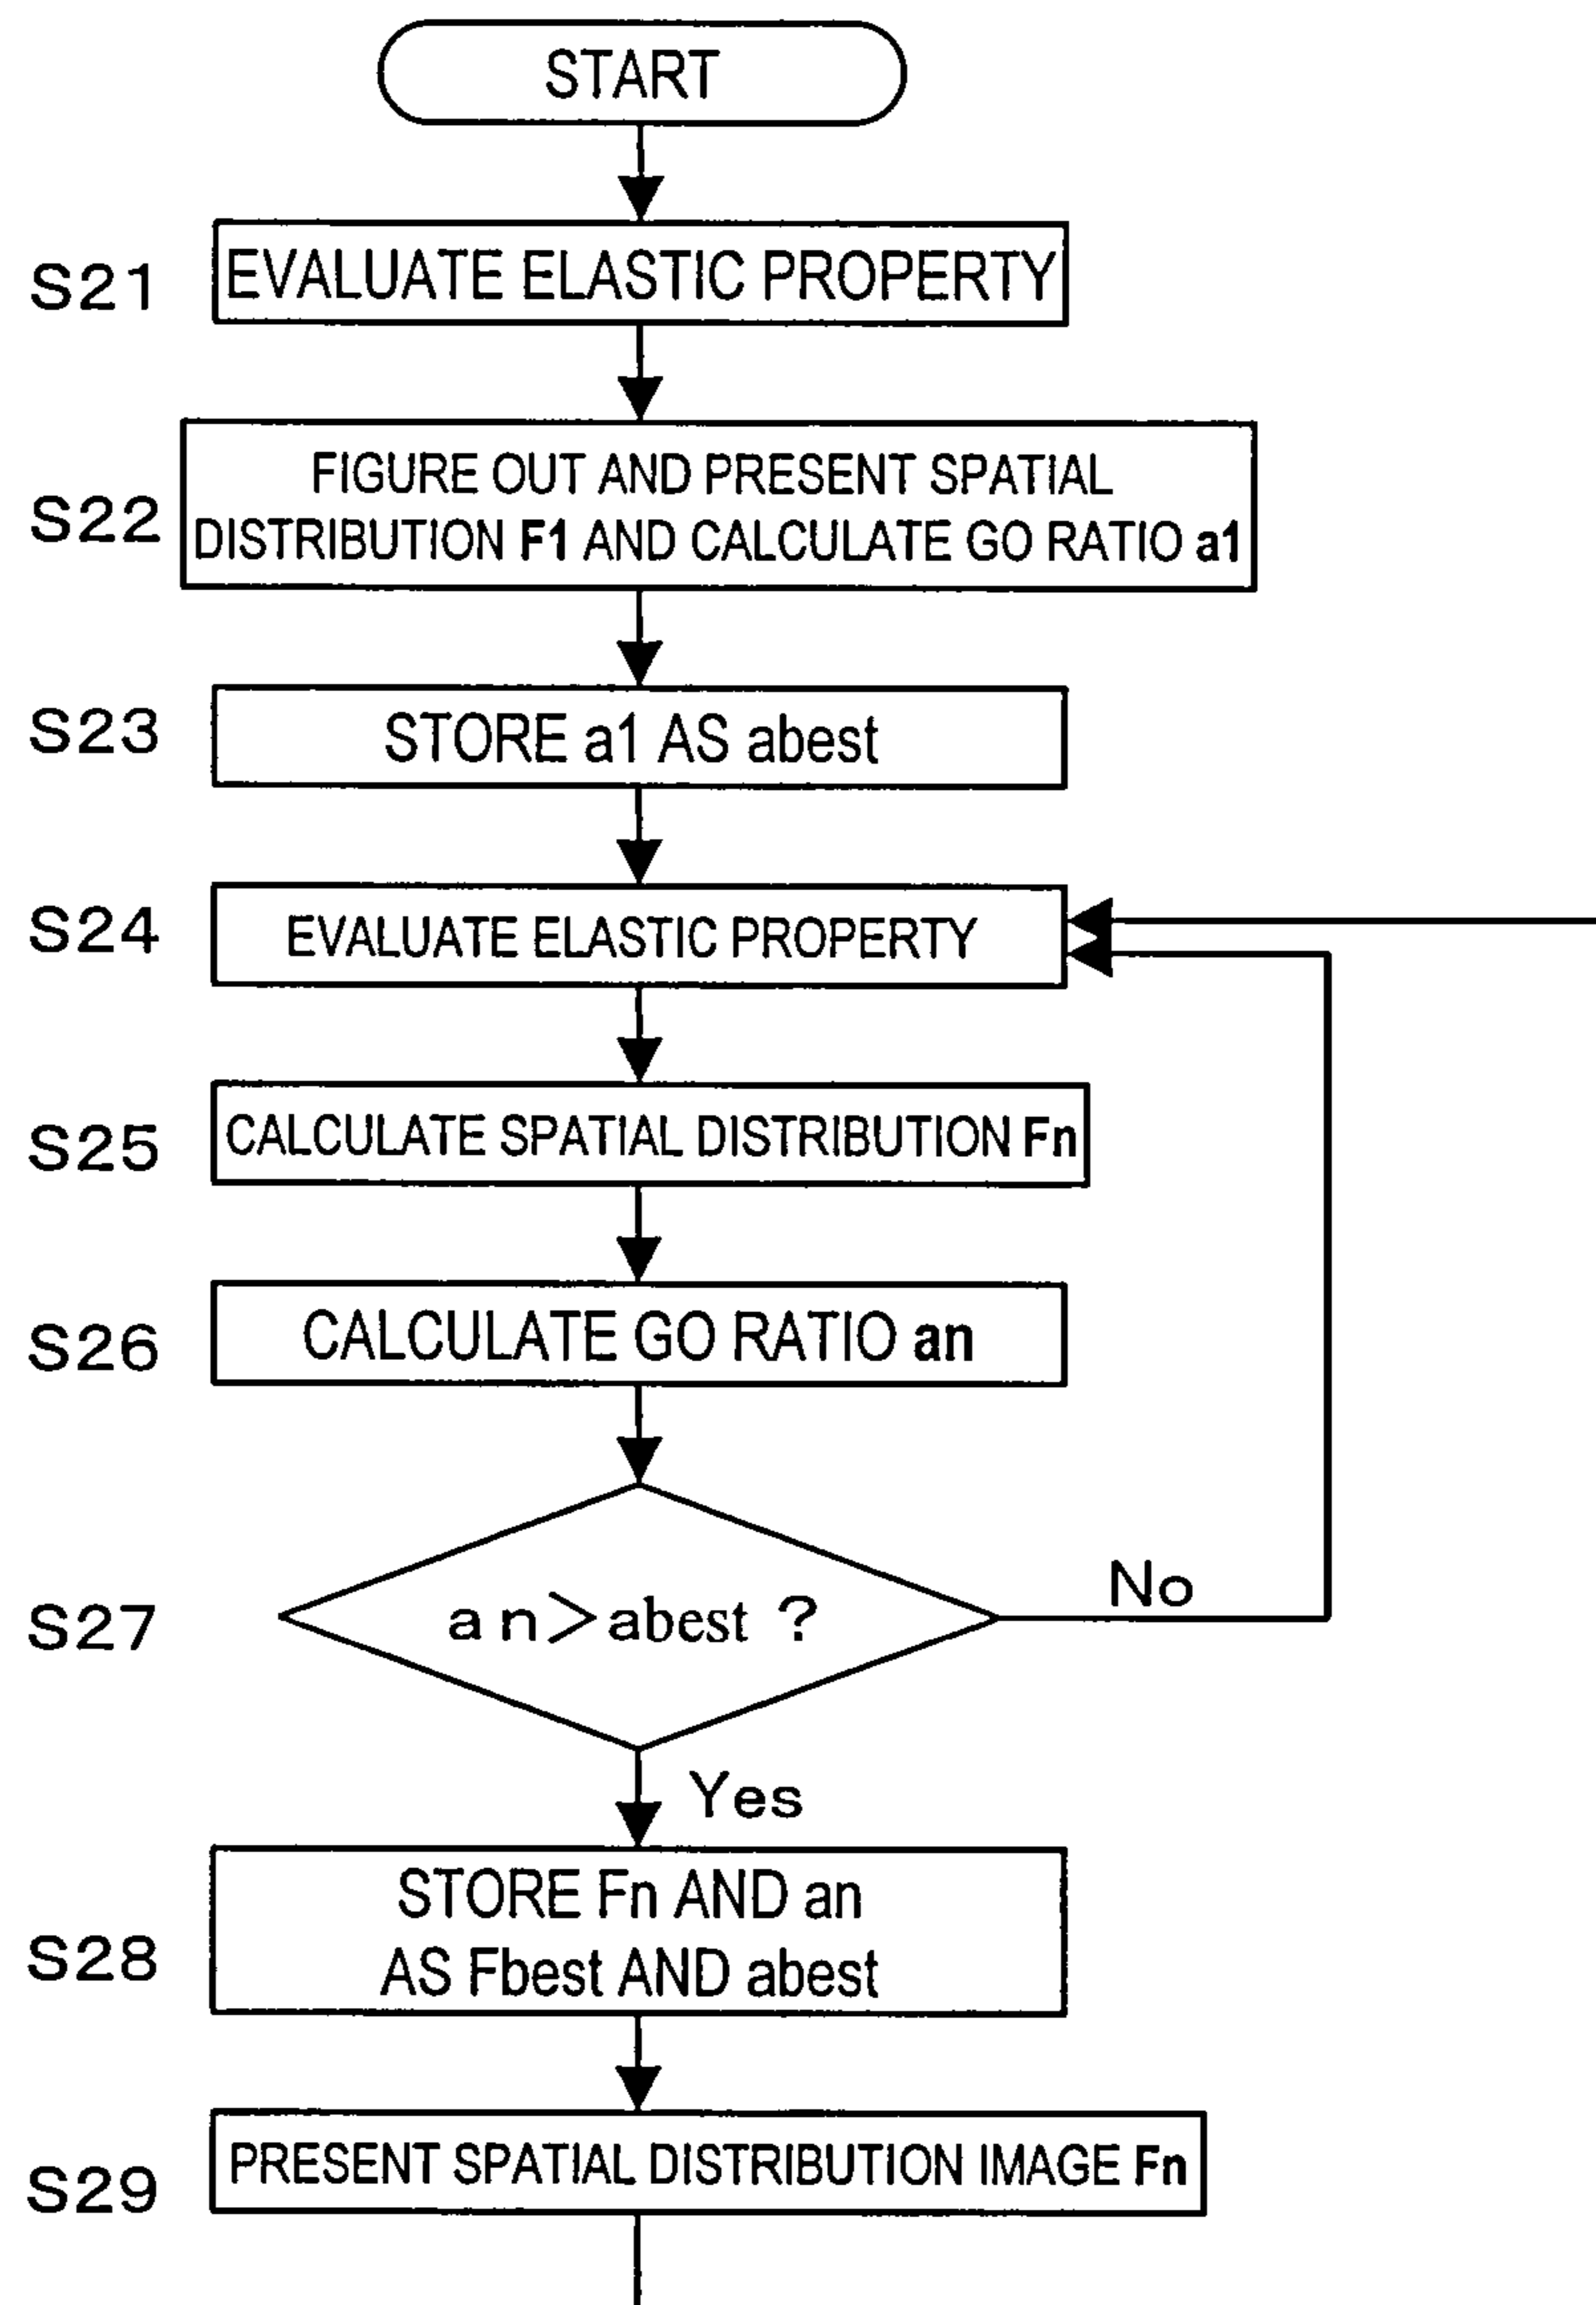 START
S21
EVALUATE ELASTIC PROPERTY
S22
FIGURE OUT AND PRESENT SPATIAL
DISTRIBUTION F1 AND CALCULATE GO RATIO a1
S23
STORE a1 AS abest
S24
EVALUATE ELASTIC PROPERTY
S25
CALCULATE SPATIAL DISTRIBUTION Fn
S26
CALCULATE GO RATIO an
S27
an>abest ?
No
Yes
S28
STORE Fn AND an
AS Fbest AND abest
S29
PRESENT SPATIAL DISTRIBUTION IMAGE Fn